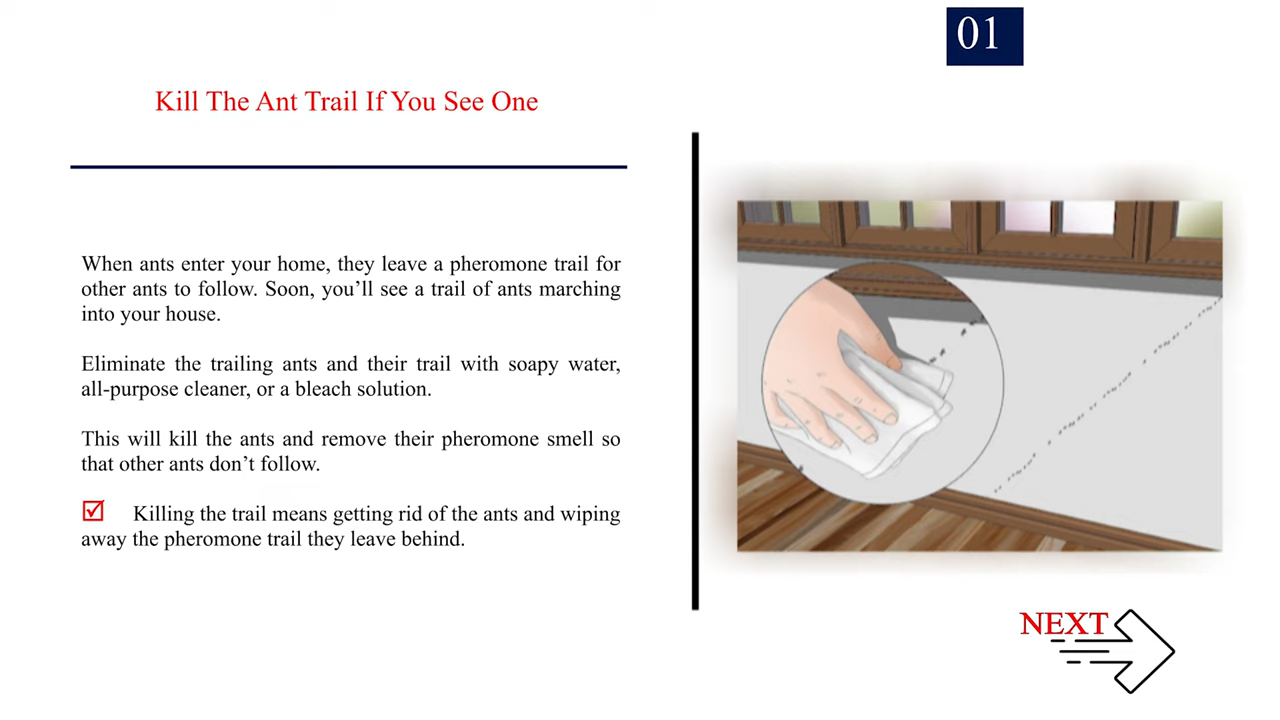 01
Kill The Ant Trail If You See One
When ants enter your home, they leave a pheromone trail for
other ants to follow. Soon, you’ll see a trail of ants marching
into your house.
Eliminate the trailing ants and their trail with soapy water,
all-purpose cleaner, or a bleach solution.
This will kill the ants and remove their pheromone smell so
that other ants don’t follow.
Killing the trail means getting rid of the ants and wiping
away the pheromone trail they leave behind.
NEXT